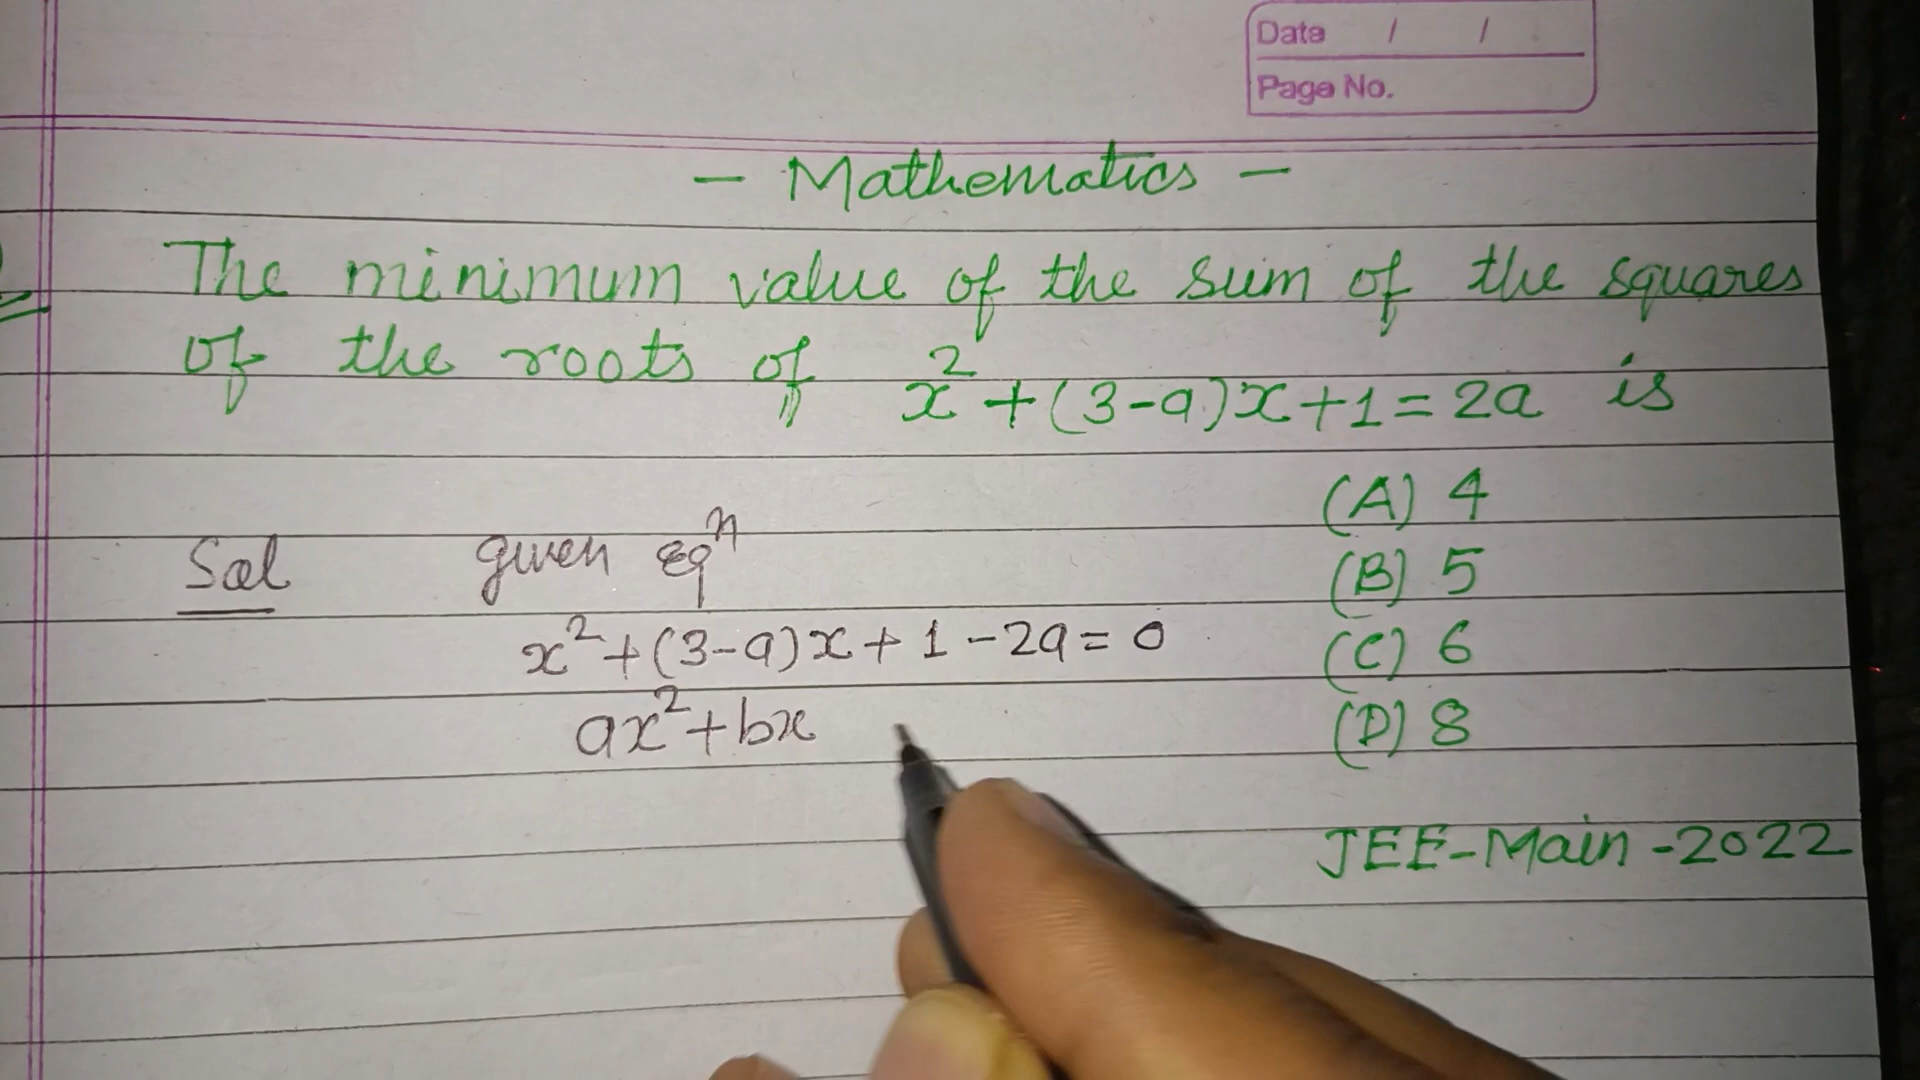 Date / /
Page No.
- Mathematics -
The minimum value of the sum of the squares
of the roots of x²+(3-a)x+1=2a is
(A) 4
Sol given Eqⁿ
(B) 5
x²+(3-a)x+1-2a=0
(C) 6
ax²+bx
(D) 8
JEE-Main-2022